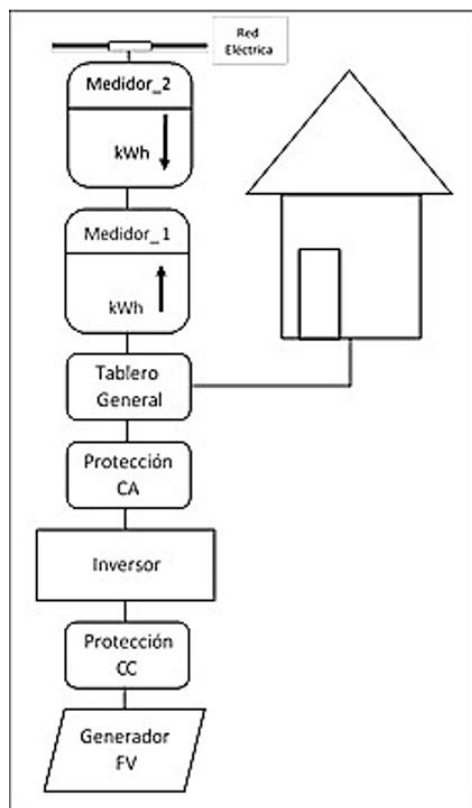 Red
Eléctrica
Medidor_2
kWh
Medidor_1
kWh
Tablero
General
Protección
CA
Inversor
Protección
CC
Generador
FV